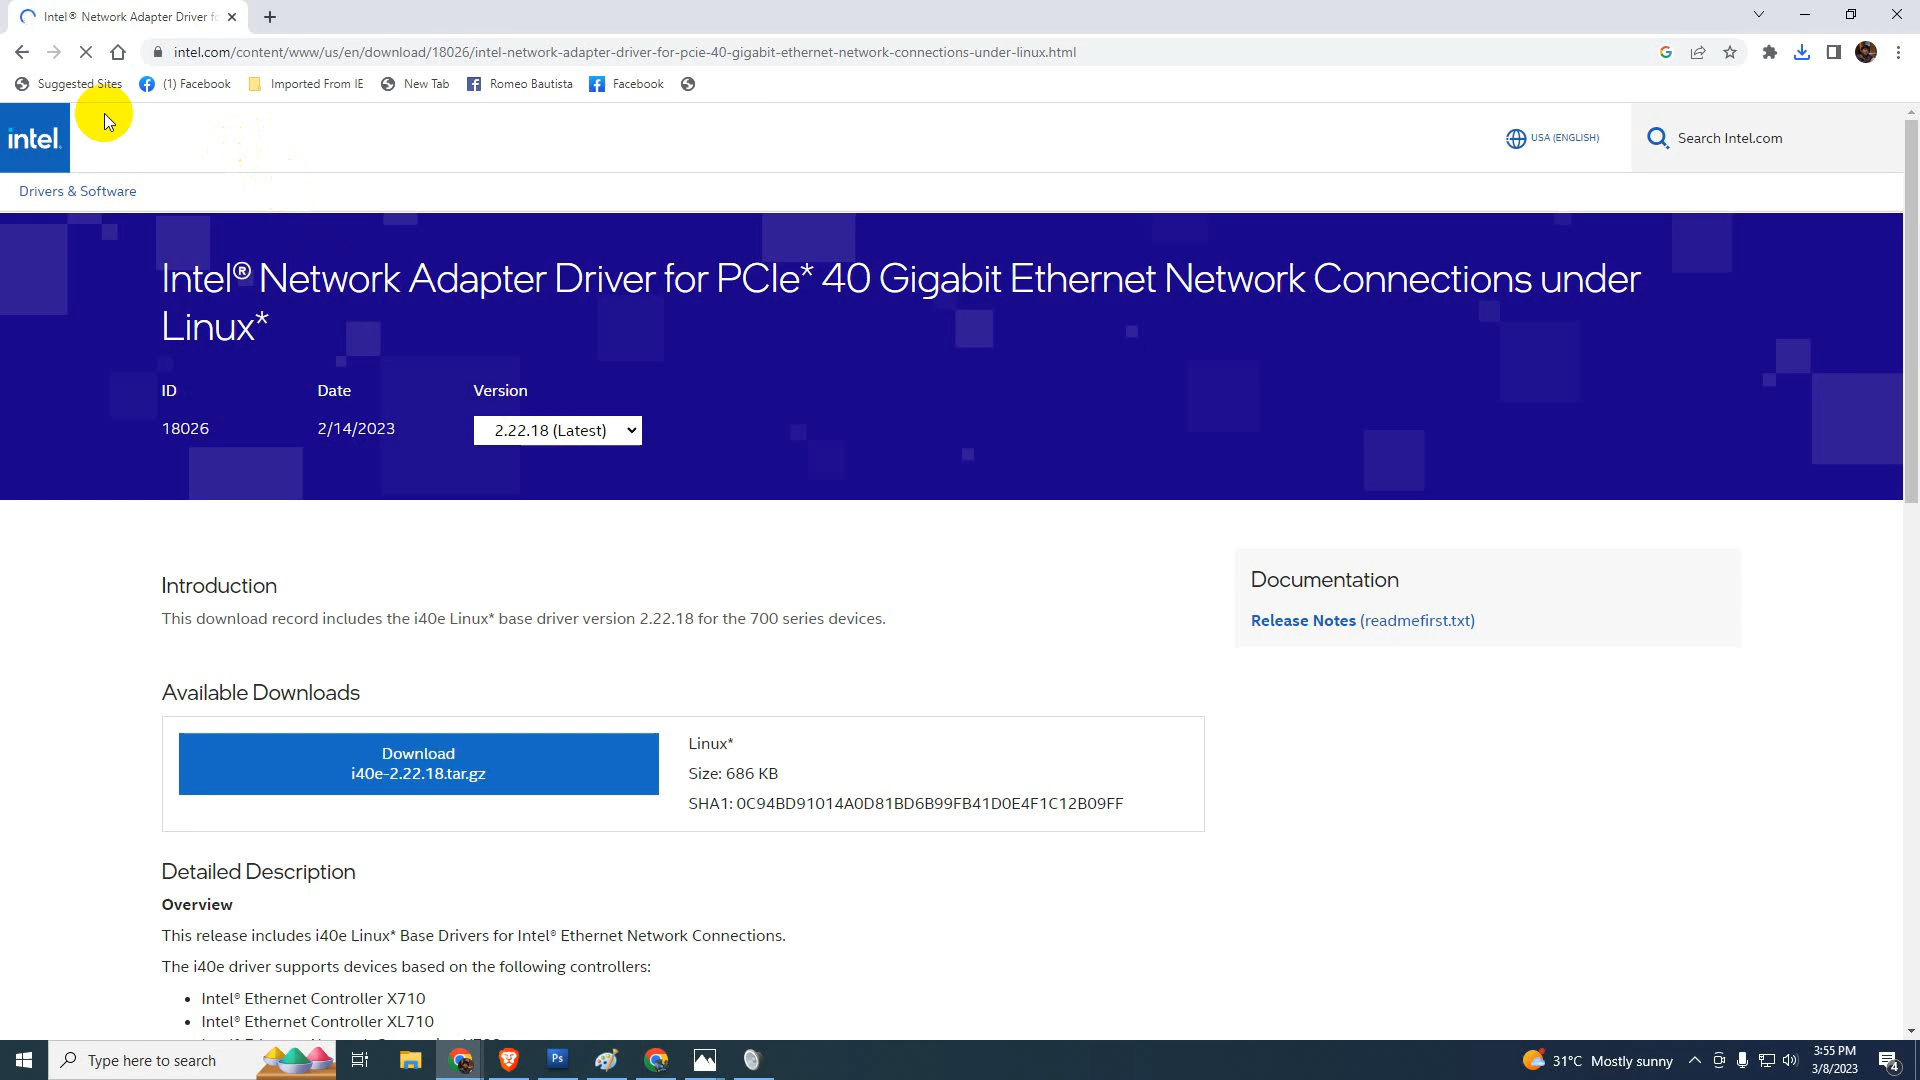 Intel® Network Adapter Driver fo
intel.com/content/www/us/en/download/18026/intel-network-adapter-driver-for-pcie-40-gigabit-ethernet-network-connections-under-linux.html
Suggested Sites
(1) Facebook
Imported From IE
New Tab
Romeo Bautista
Facebook
intel.
USA (ENGLISH)
Search Intel.com
Drivers & Software
Intel® Network Adapter Driver for PCIe* 40 Gigabit Ethernet Network Connections under
Linux*
ID
Date
Version
18026
2/14/2023
2.22.18 (Latest)
Introduction
This download record includes the i40e Linux* base driver version 2.22.18 for the 700 series devices.
Documentation
Release Notes (readmefirst.txt)
Available Downloads
Download
i40e-2.22.18.tar.gz
Linux*
Size: 686 KB
SHA1: 0C94BD91014A0D81BD6B99FB41D0E4F1C12B09FF
Detailed Description
Overview
This release includes i40e Linux* Base Drivers for Intel® Ethernet Network Connections.
The i40e driver supports devices based on the following controllers:
• Intel® Ethernet Controller X710
• Intel® Ethernet Controller XL710
Type here to search
Ps
31°C Mostly sunny
3:55 PM
3/8/2023
4